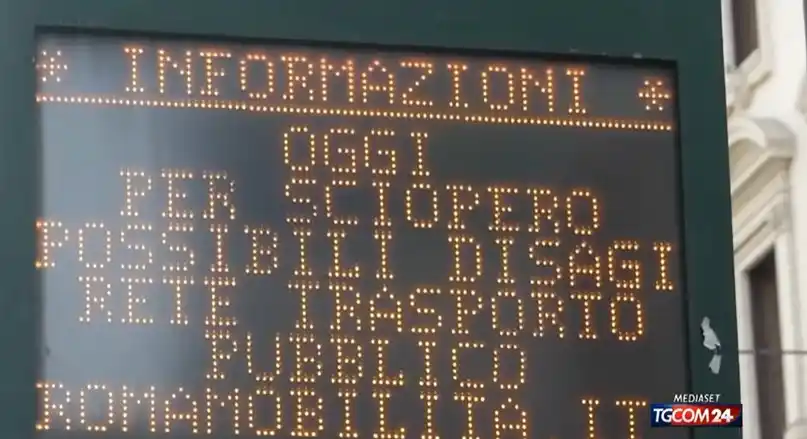 * INFORMAZIONI *
OGGI
PER SCIOPERO
POSSIBILI DISAGI
RETE TRASPORTO
PUBBLICO
ROMAMOBILITA IT
MEDIASET
TGCOM24